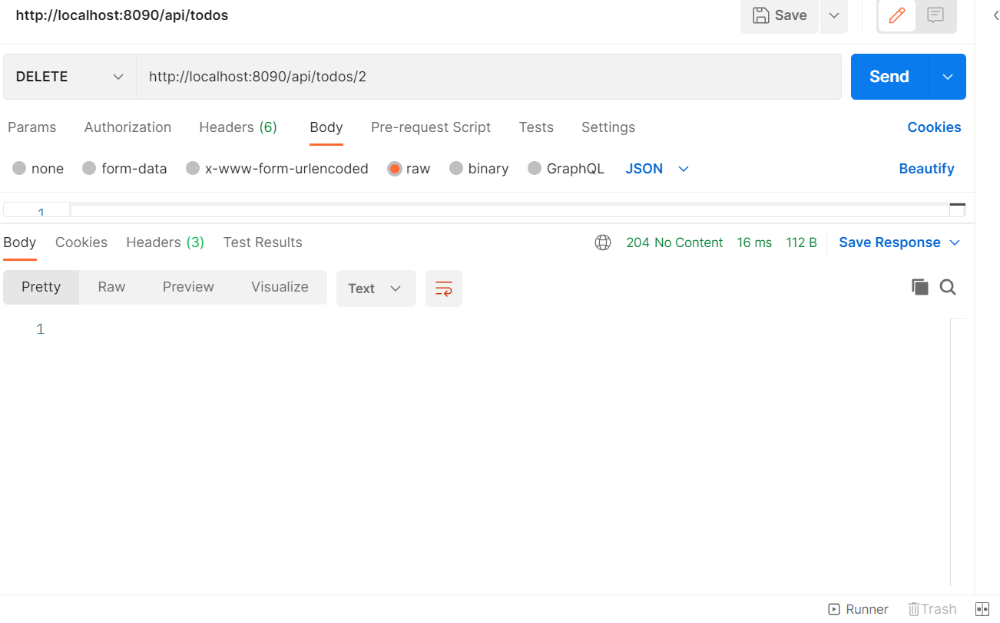 http://localhost:8090/api/todos Save
DELETE http://localhost:8090/api/todos/2 Send
Params Authorization Headers (6) Body Pre-request Script Tests Settings Cookies
none form-data x-www-form-urlencoded raw binary GraphQL JSON Beautify
1
Body Cookies Headers (3) Test Results 204 No Content 16 ms 112 B Save Response
Pretty Raw Preview Visualize Text
1
Runner Trash